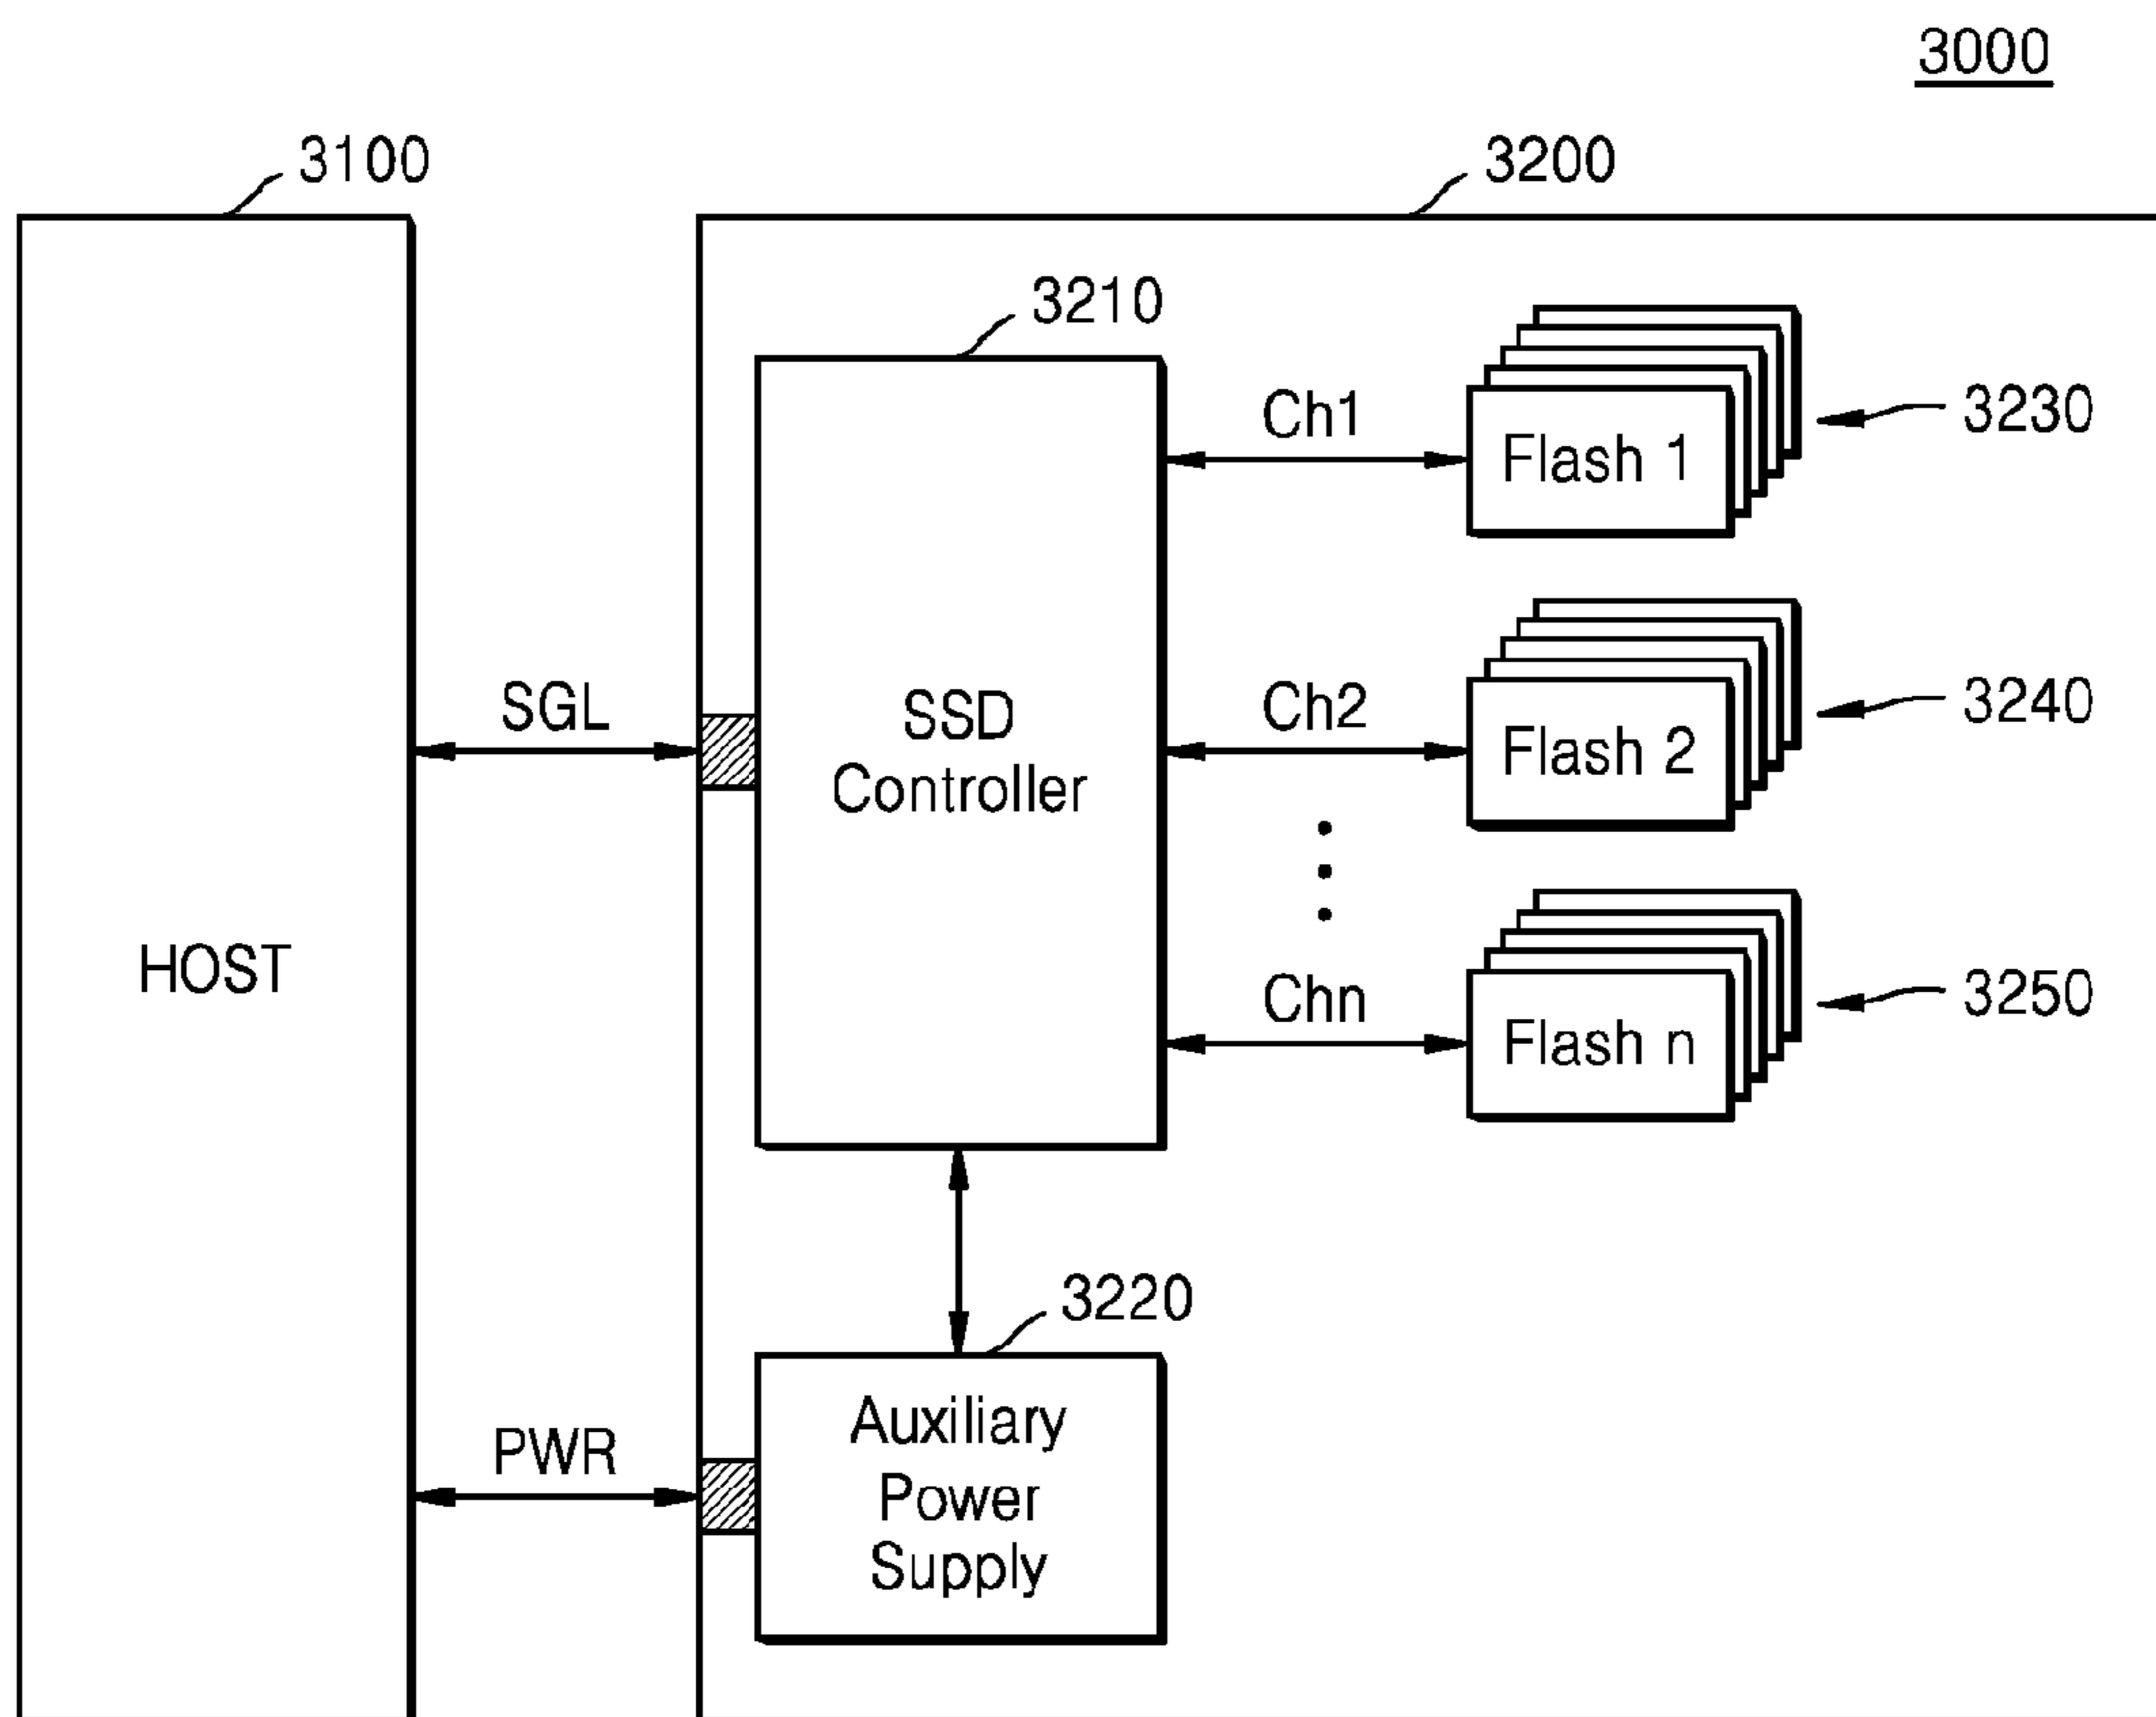 3000
3100
3200
3210
Ch1
Flash 1
3230
SGL
SSD
Controller
Ch2
Flash 2
3240
HOST
Chn
Flash n
3250
3220
PWR
Auxiliary
Power
Supply